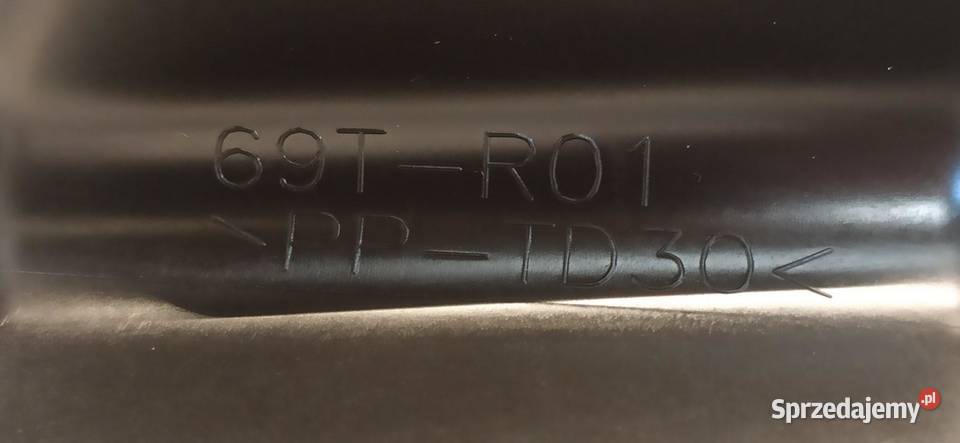 69T-R01
>PP-TD30<
Sprzedajemy.pl